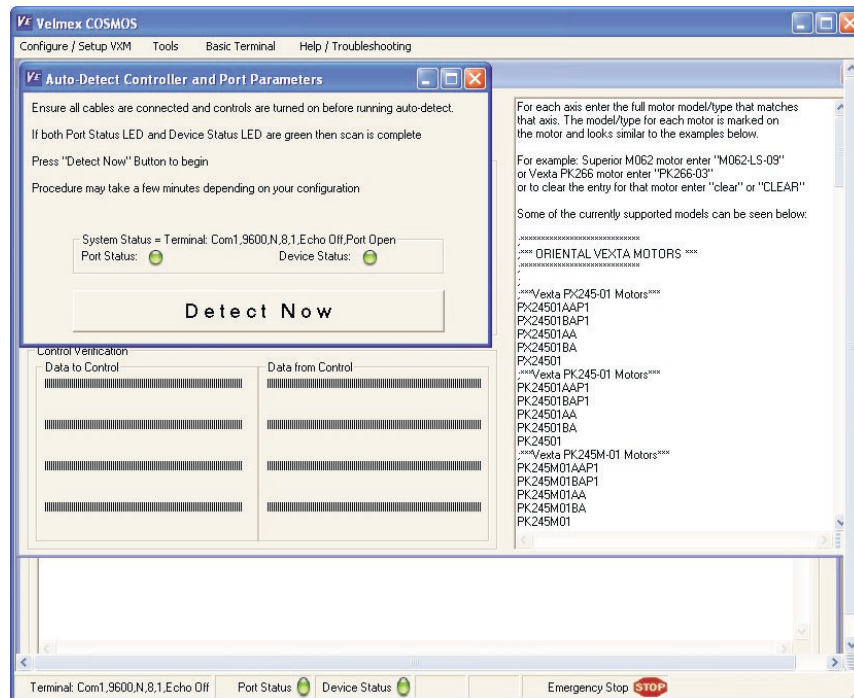 VE Velmex COSMOS
Configure / Setup VXM Tools Basic Terminal Help / Troubleshooting
VE Auto-Detect Controller and Port Parameters
Ensure all cables are connected and controls are turned on before running auto-detect.
If both Port Status LED and Device Status LED are green then scan is complete
Press "Detect Now" Button to begin
Procedure may take a few minutes depending on your configuration
System Status = Terminal: Com1,9600,N,8,1,Echo Off,Port Open
Port Status: Device Status:
Detect Now
Control Verification
Data to Control Data from Control
For each axis enter the full motor model/type that matches
that axis. The model/type for each motor is marked on
the motor and looks similar to the examples below.
For example: Superior M062 motor enter "M062-LS-09"
or Vexta PK266 motor enter "PK266-03"
or to clear the entry for that motor enter "clear" or "CLEAR"
Some of the currently supported models can be seen below:
;***************************
;*** ORIENTAL VEXTA MOTORS ***
;***************************
;
;
;***Vexta PX245-01 Motors***
PX24501AAP1
PX24501BAP1
PX24501AA
PX24501BA
PX24501
;***Vexta PK245-01 Motors***
PK24501AAP1
PK24501BAP1
PK24501AA
PK24501BA
PK24501
;***Vexta PK245M-01 Motors***
PK245M01AAP1
PK245M01BAP1
PK245M01AA
PK245M01BA
PK245M01
Terminal: Com1,9600,N,8,1,Echo Off Port Status Device Status Emergency Stop STOP